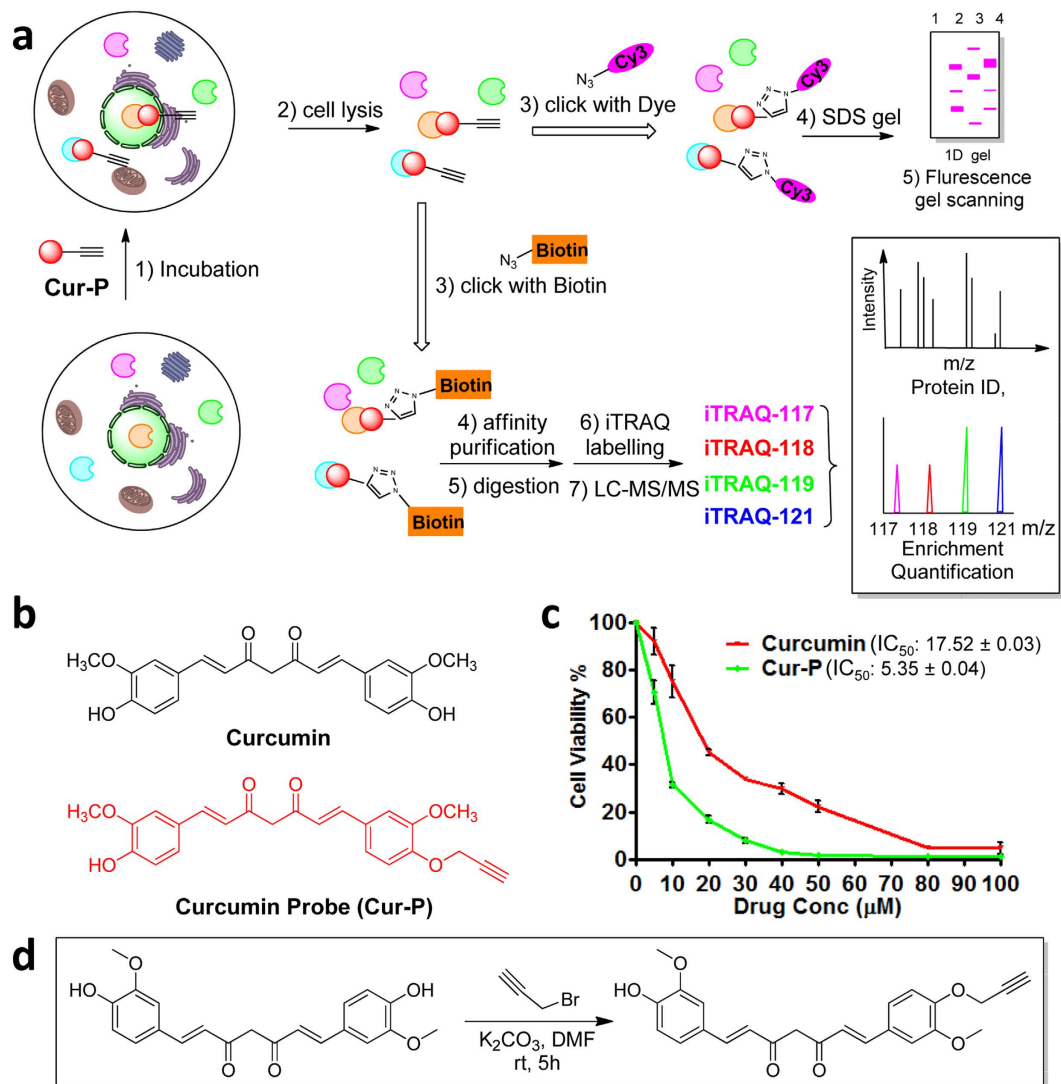 a
2) cell lysis
N3
Cy3
3) click with Dye
N N N
Cy3
N N N
Cy3
4) SDS gel
1 2 3 4
1D gel
5) Flurescence
gel scanning
Cur-P
1) Incubation
N3
Biotin
3) click with Biotin
N N N
Biotin
N N N
Biotin
4) affinity
purification
5) digestion
6) iTRAQ
labelling
7) LC-MS/MS
iTRAQ-117
iTRAQ-118
iTRAQ-119
iTRAQ-121
Intensity
m/z
Protein ID,
117 118 119 121 m/z
Enrichment
Quantification
b
O O
H3CO OCH3
HO OH
Curcumin
O O
H3CO OCH3
HO O
Curcumin Probe (Cur-P)
c
Curcumin (IC50: 17.52 ± 0.03)
Cur-P (IC50: 5.35 ± 0.04)
Cell Viability %
100
80
60
40
20
0
0 10 20 30 40 50 60 70 80 90 100
Drug Conc (μM)
d
O
HO OH
O
O O
Br
K2CO3, DMF
rt, 5h
O
HO O
O
O O